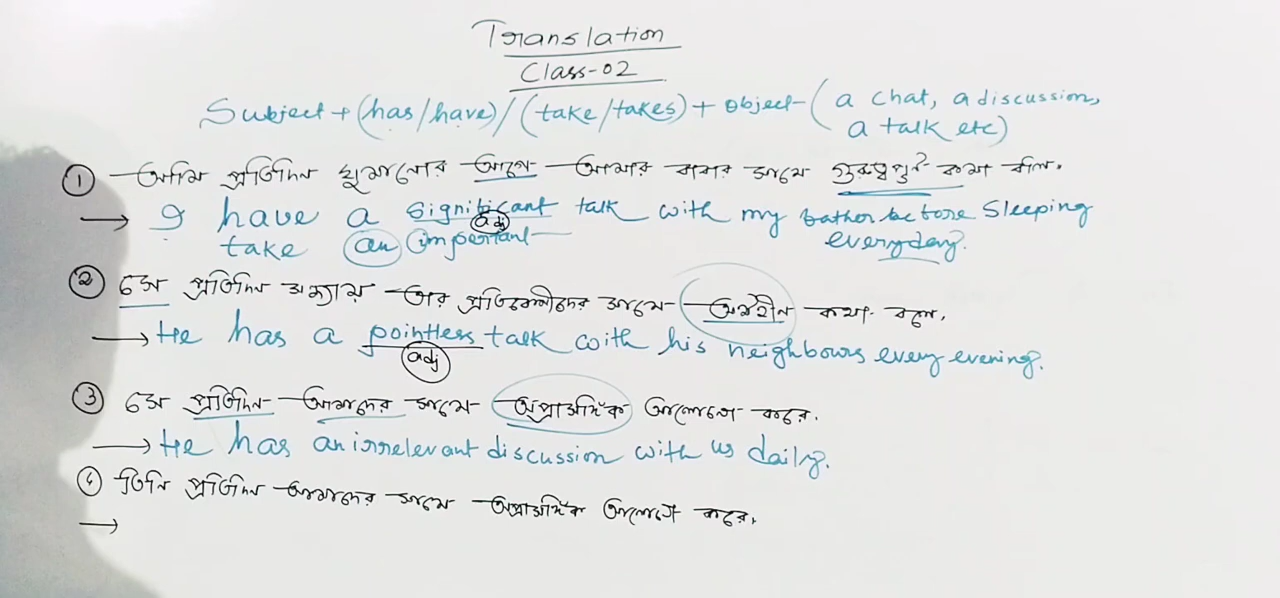 Translation
Class-02
Subject + (has/have)/(take/takes) + object - (a chat, a discussion,
a talk etc)
① আমি প্রতিদিন ঘুমানোর আগে আমার বাবার সাথে গুরুত্বপূর্ণ কথা বলি.
→ I have a significant talk with my father before sleeping
take an important everyday.
adj
② সে প্রতিদিন সন্ধ্যায় তার প্রতিবেশীদের সাথে অর্থহীন কথা বলে.
→ He has a pointless talk with his neighbours every evening.
adj
③ সে প্রতিদিন আমাদের সাথে অপ্রাসঙ্গিক আলোচনা করে.
→ He has an irrelevant discussion with us daily.
④ তিনি প্রতিদিন আমাদের সাথে অপ্রাসঙ্গিক আলোচনা করে.
→